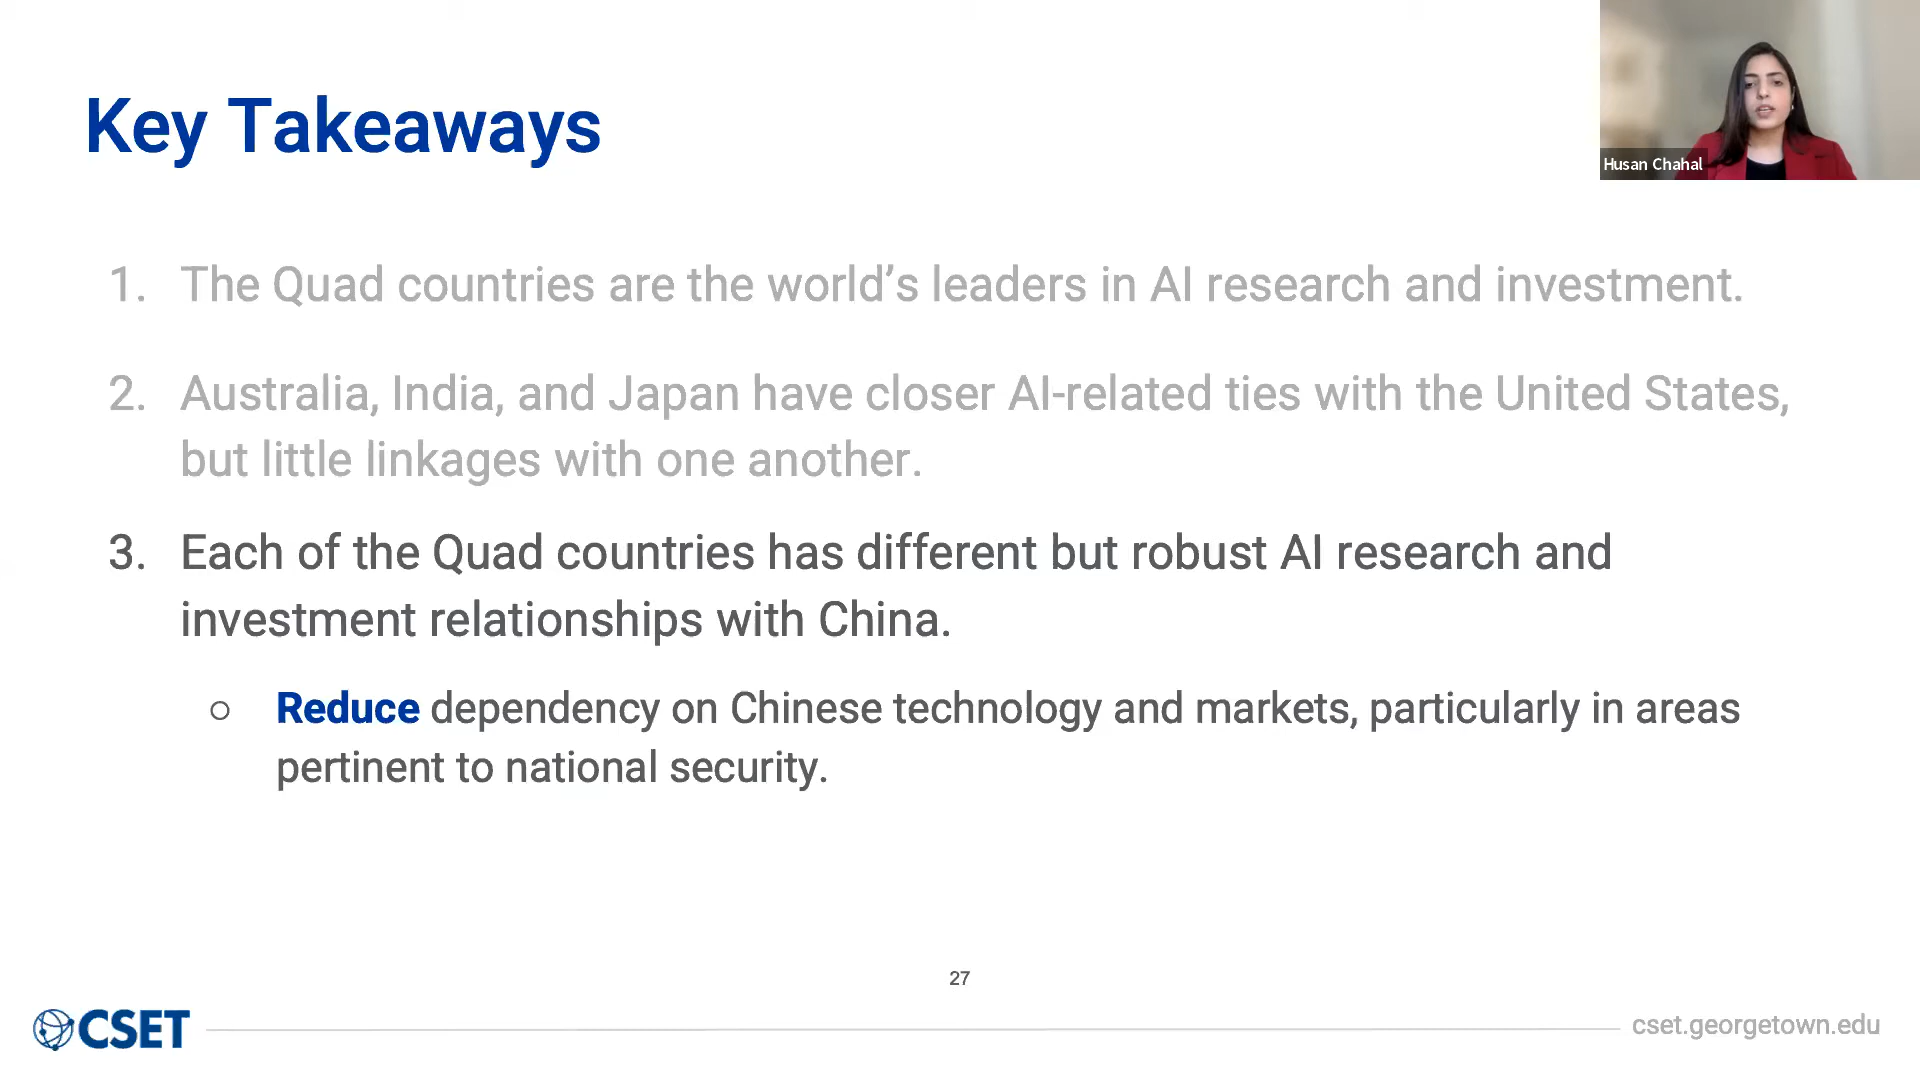 Key Takeaways
Husan Chahal
1. The Quad countries are the world’s leaders in AI research and investment.
2. Australia, India, and Japan have closer AI-related ties with the United States,
but little linkages with one another.
3. Each of the Quad countries has different but robust AI research and
investment relationships with China.
○ Reduce dependency on Chinese technology and markets, particularly in areas
pertinent to national security.
27
CSET
cset.georgetown.edu